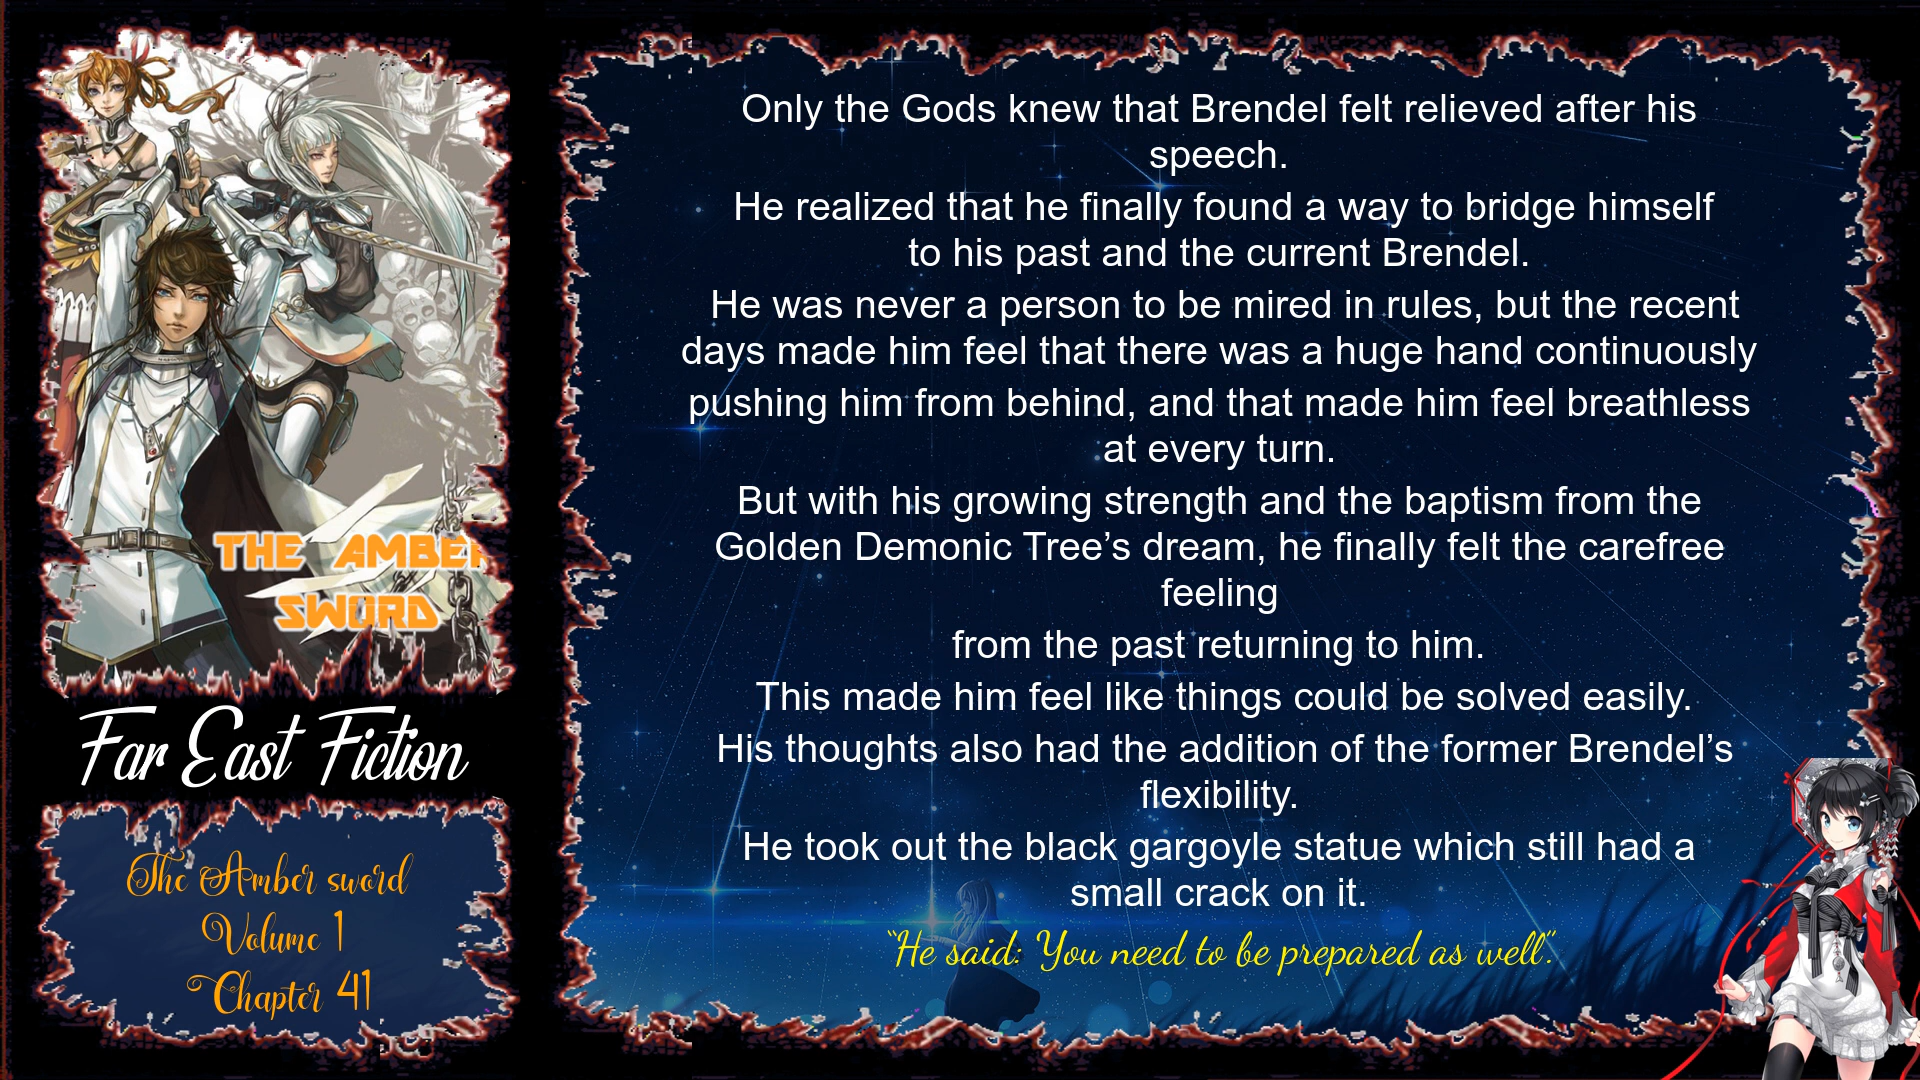 THE AMBER
SWORD
Far East Fiction
The Amber sword
Volume 1
Chapter 41
Only the Gods knew that Brendel felt relieved after his
speech.
He realized that he finally found a way to bridge himself
to his past and the current Brendel.
He was never a person to be mired in rules, but the recent
days made him feel that there was a huge hand continuously
pushing him from behind, and that made him feel breathless
at every turn.
But with his growing strength and the baptism from the
Golden Demonic Tree’s dream, he finally felt the carefree
feeling
from the past returning to him.
This made him feel like things could be solved easily.
His thoughts also had the addition of the former Brendel’s
flexibility.
He took out the black gargoyle statue which still had a
small crack on it.
“He said: You need to be prepared as well”.